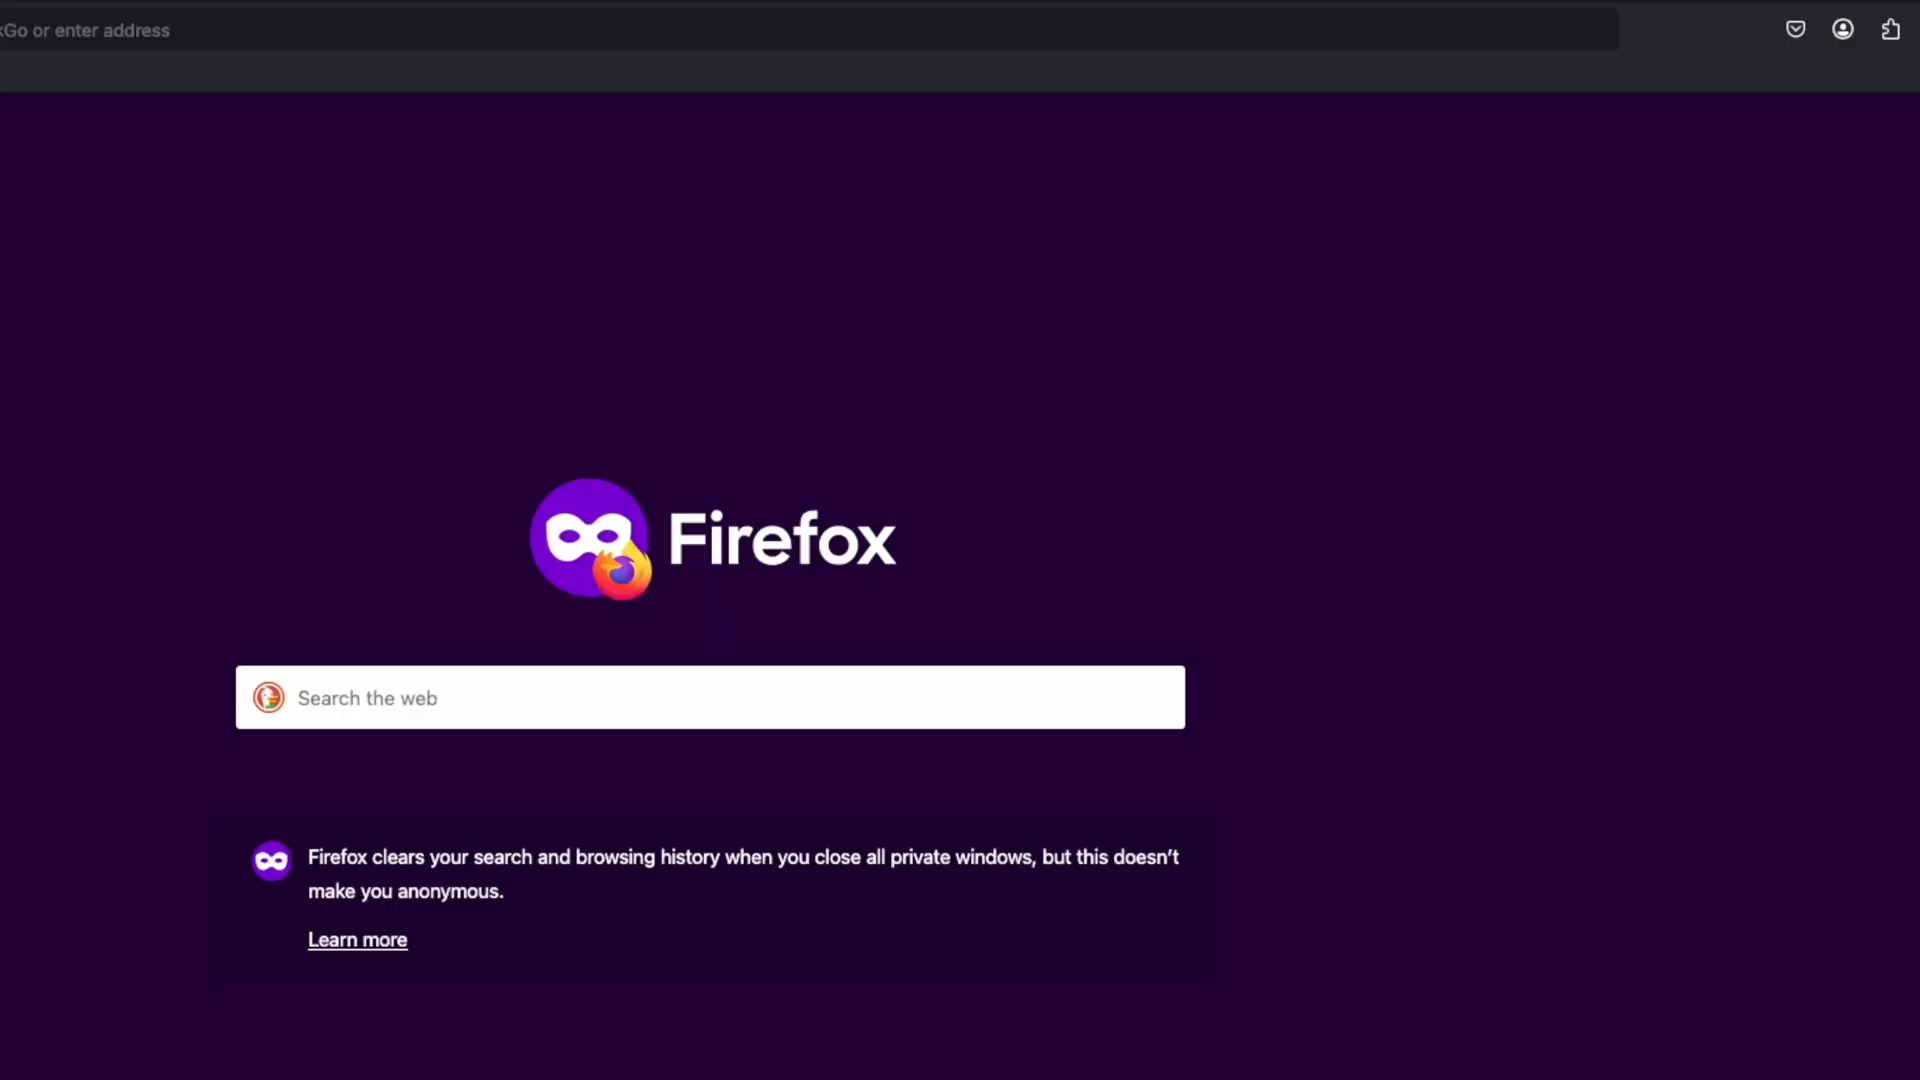 Go or enter address
Firefox
Search the web
Firefox clears your search and browsing history when you close all private windows, but this doesn’t
make you anonymous.
Learn more